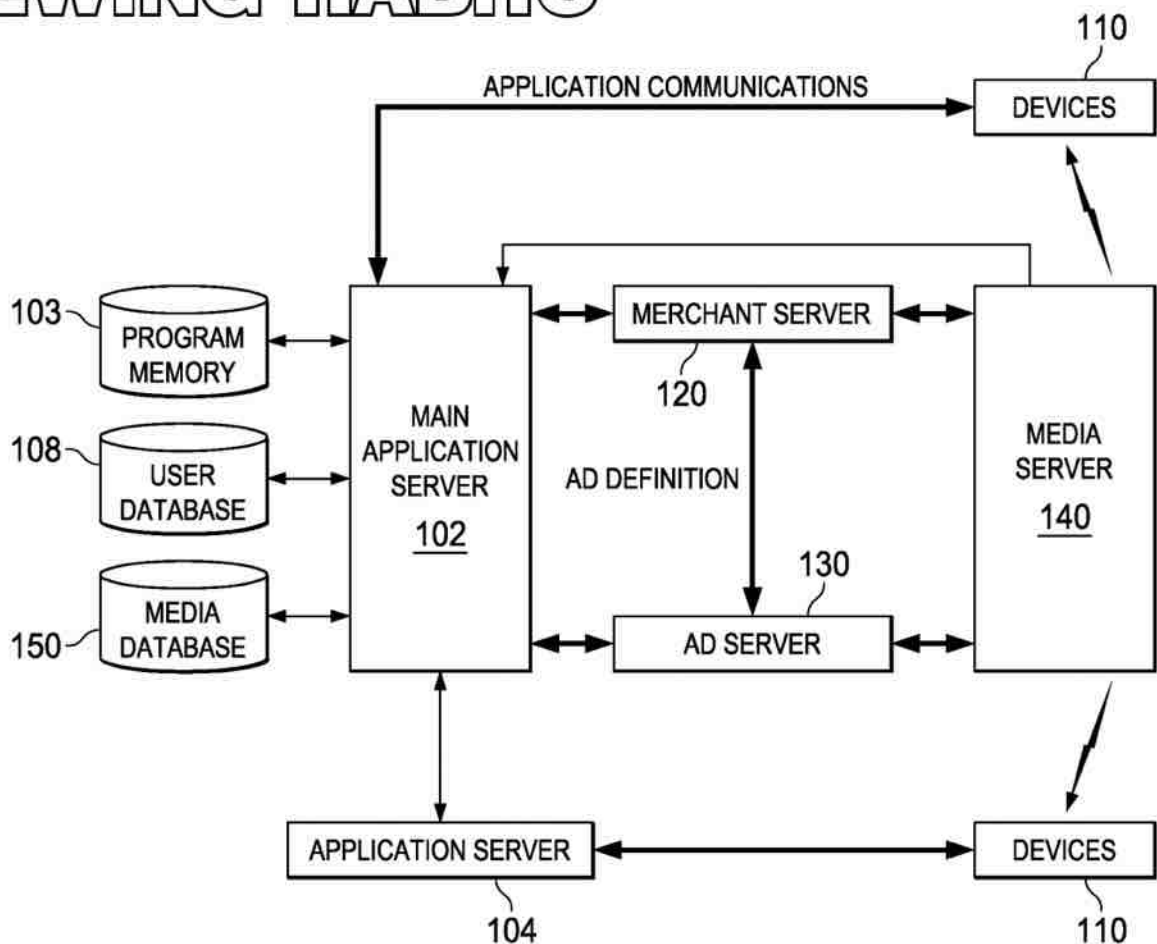 110
APPLICATION COMMUNICATIONS
DEVICES
103
PROGRAM
MEMORY
108
USER
DATABASE
150
MEDIA
DATABASE
MAIN
APPLICATION
SERVER
102
MERCHANT SERVER
120
AD DEFINITION
130
AD SERVER
MEDIA
SERVER
140
APPLICATION SERVER
104
DEVICES
110